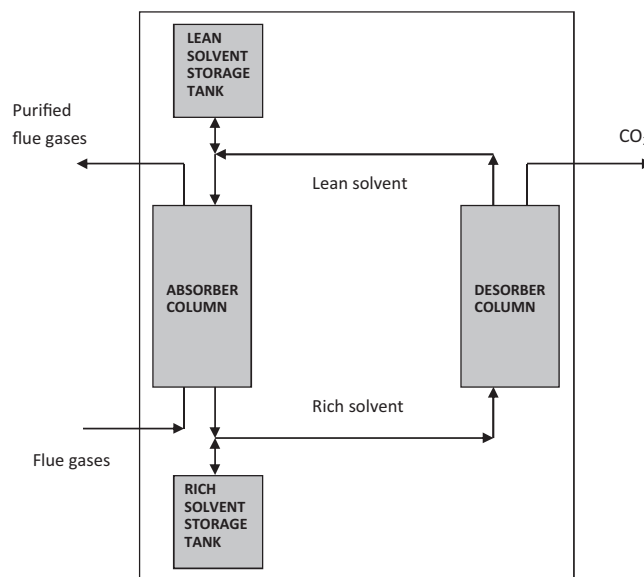 LEAN
SOLVENT
STORAGE
TANK
Purified
flue gases
CO₂
Lean solvent
ABSORBER
COLUMN
DESORBER
COLUMN
Rich solvent
Flue gases
RICH
SOLVENT
STORAGE
TANK